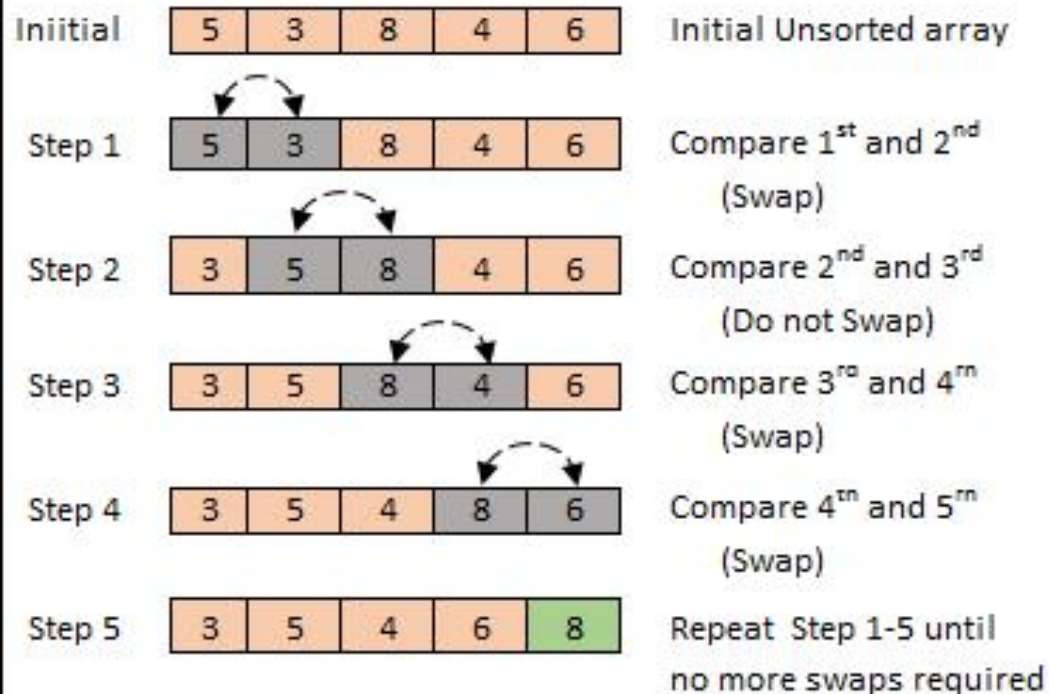 Iniitial 5 3 8 4 6 Initial Unsorted array
Step 1 5 3 8 4 6 Compare 1st and 2nd
(Swap)
Step 2 3 5 8 4 6 Compare 2nd and 3rd
(Do not Swap)
Step 3 3 5 8 4 6 Compare 3rd and 4rh
(Swap)
Step 4 3 5 4 8 6 Compare 4th and 5rh
(Swap)
Step 5 3 5 4 6 8 Repeat Step 1-5 until
no more swaps required